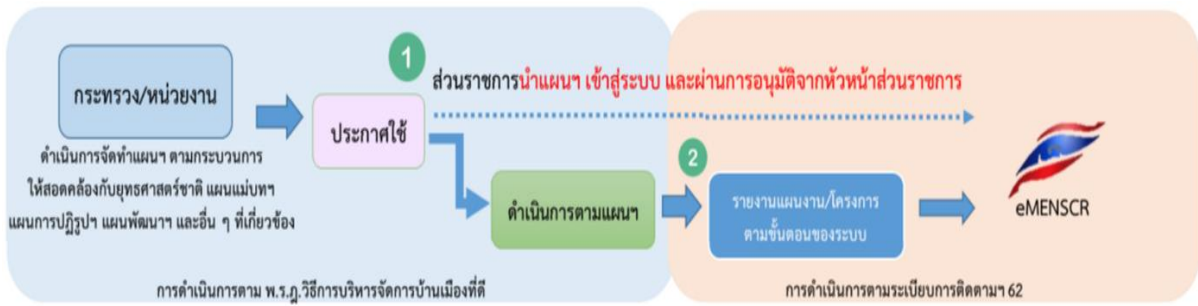 กระทรวง/หน่วยงาน
ดำเนินการจัดทำแผนฯ ตามกระบวนการ
ให้สอดคล้องกับยุทธศาสตร์ชาติ แผนแม่บทฯ
แผนการปฏิรูปฯ แผนพัฒนาฯ และอื่น ๆ ที่เกี่ยวข้อง
1
ประกาศใช้
ส่วนราชการนำแผนฯ เข้าสู่ระบบ และผ่านการอนุมัติจากหัวหน้าส่วนราชการ
ดำเนินการตามแผนฯ
2
รายงานแผนงาน/โครงการ
ตามขั้นตอนของระบบ
eMENSCR
การดำเนินการตาม พ.ร.ฎ.วิธีการบริหารจัดการบ้านเมืองที่ดี
การดำเนินการตามระเบียบการติดตามฯ 62